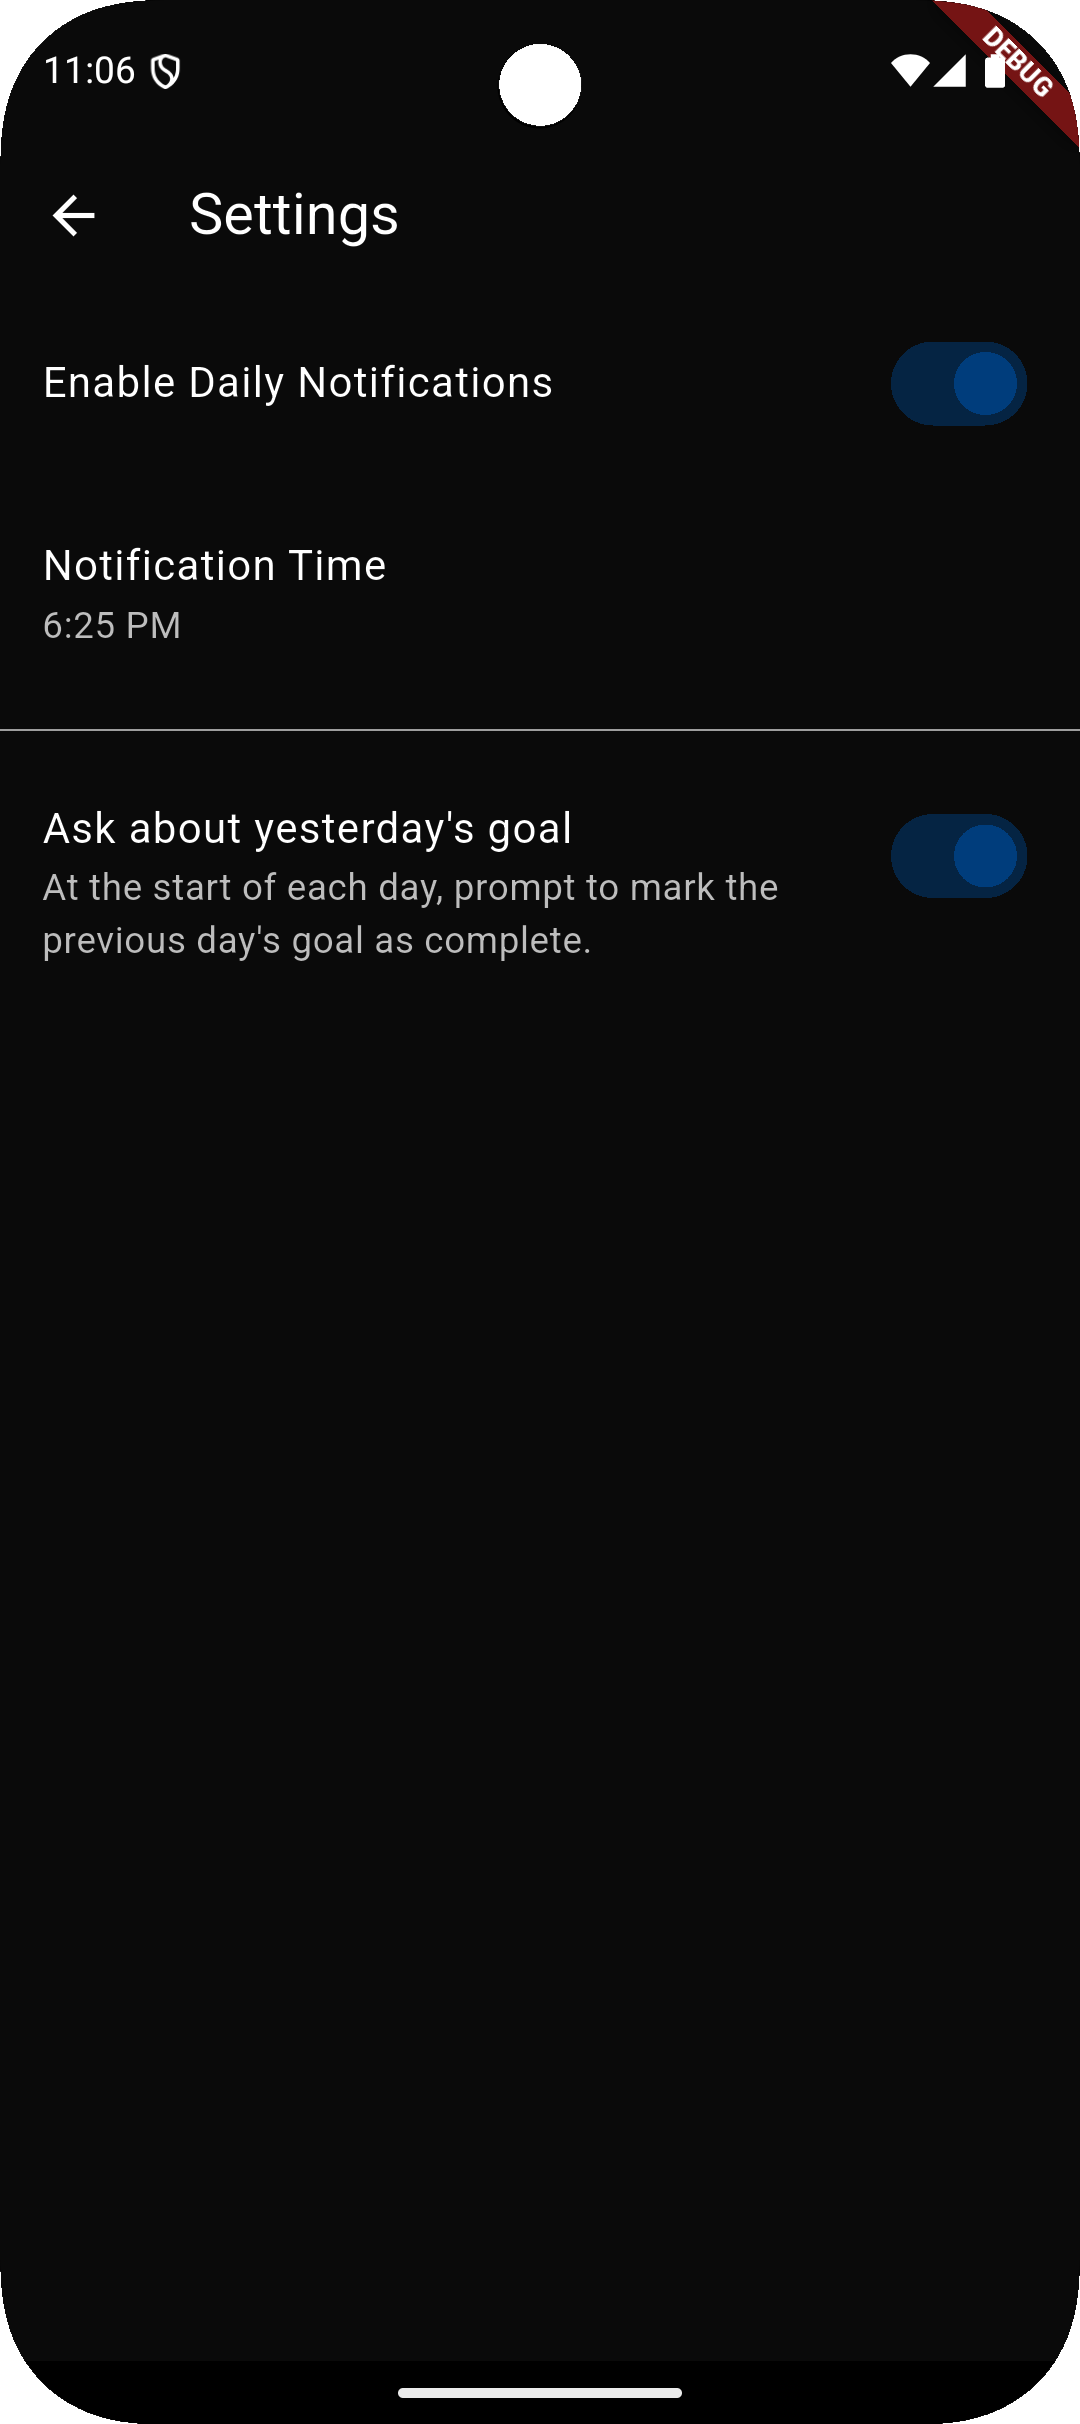 11:06
DEBUG
Settings
Enable Daily Notifications
Notification Time
6:25 PM
Ask about yesterday's goal
At the start of each day, prompt to mark the
previous day's goal as complete.